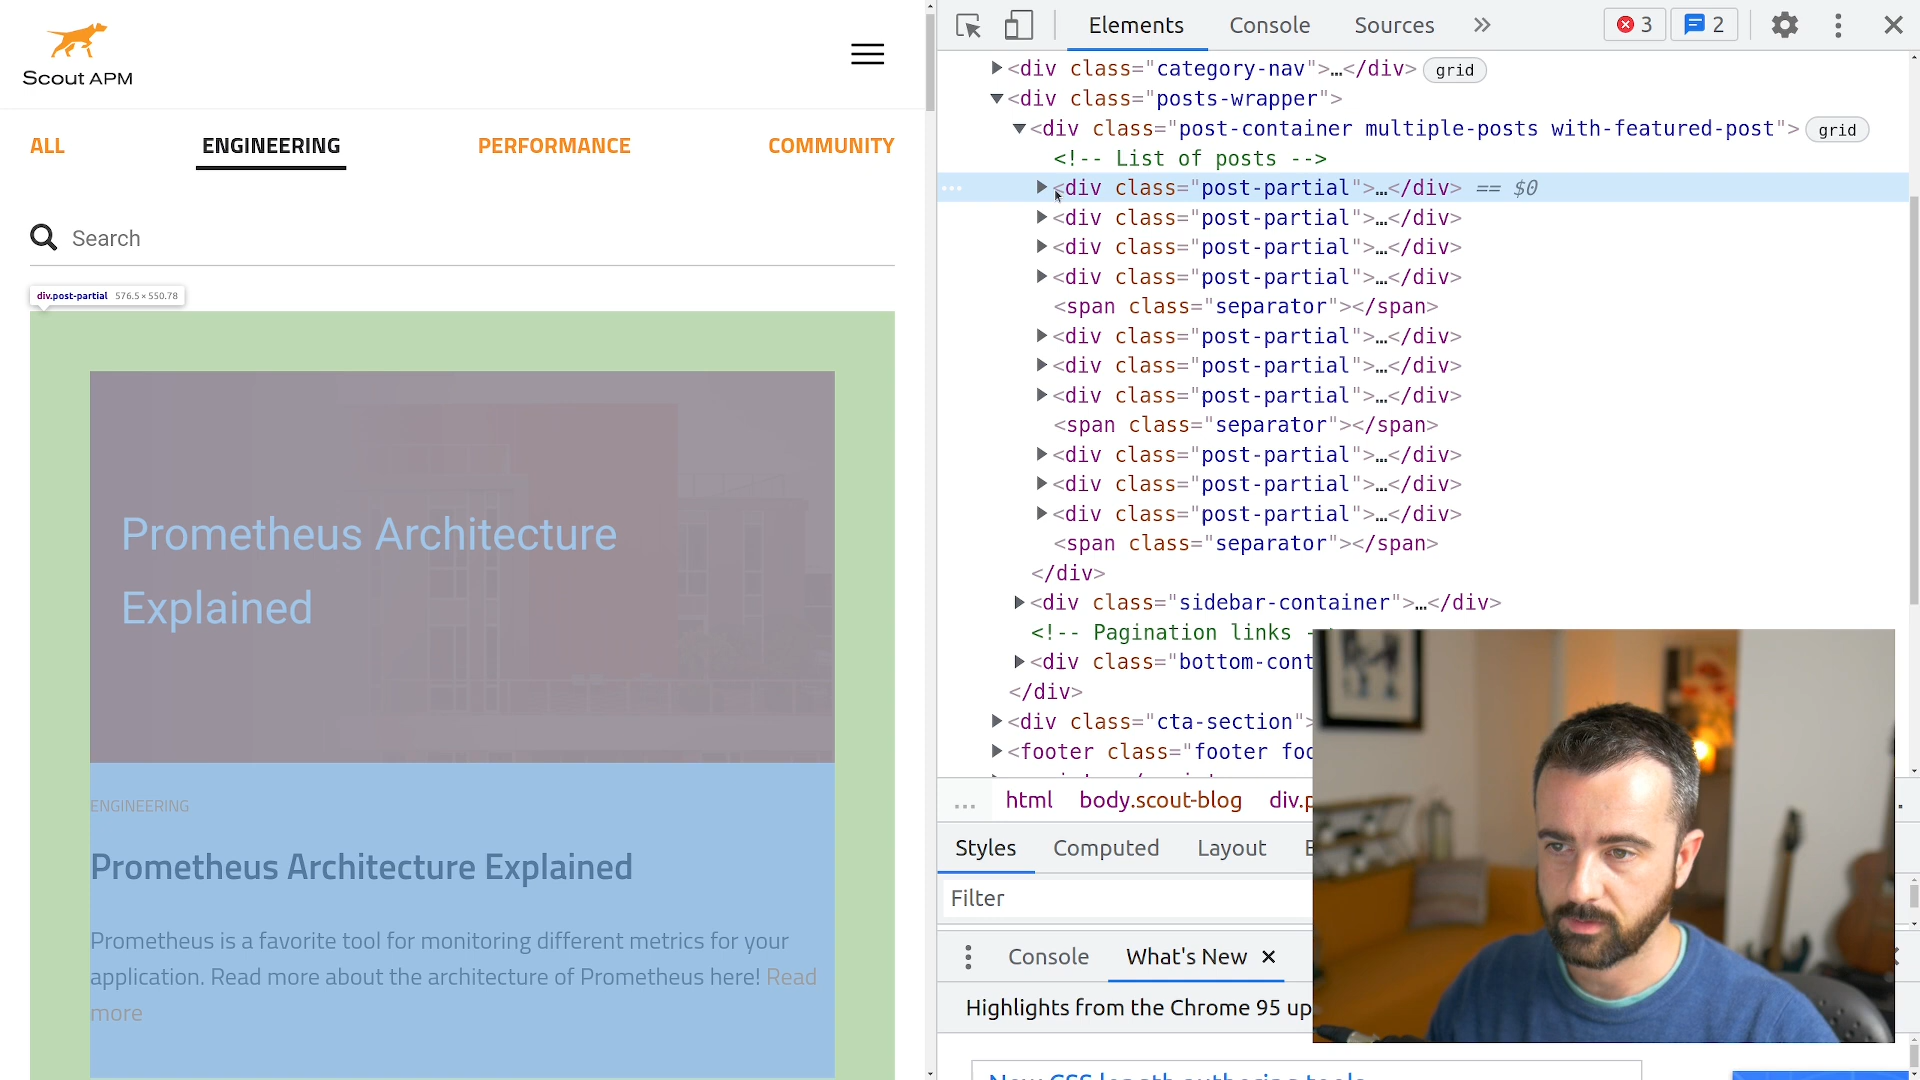 Scout APM
ALL ENGINEERING PERFORMANCE COMMUNITY
Search
div.post-partial 576.5 × 550.78
Prometheus Architecture
Explained
ENGINEERING
Prometheus Architecture Explained
Prometheus is a favorite tool for monitoring different metrics for your
application. Read more about the architecture of Prometheus here! Read
more
Elements Console Sources » 3 2
<div class="category-nav">…</div> grid
<div class="posts-wrapper">
<div class="post-container multiple-posts with-featured-post"> grid
<!-- List of posts -->
<div class="post-partial">…</div> == $0
<div class="post-partial">…</div>
<div class="post-partial">…</div>
<div class="post-partial">…</div>
<span class="separator"></span>
<div class="post-partial">…</div>
<div class="post-partial">…</div>
<div class="post-partial">…</div>
<span class="separator"></span>
<div class="post-partial">…</div>
<div class="post-partial">…</div>
<div class="post-partial">…</div>
<span class="separator"></span>
</div>
<div class="sidebar-container">…</div>
<!-- Pagination links -
<div class="bottom-cont
</div>
<div class="cta-section">
<footer class="footer foo
... html body.scout-blog div.p
Styles Computed Layout E
Filter
Console What's New ×
Highlights from the Chrome 95 up
New CSS length authoring tools